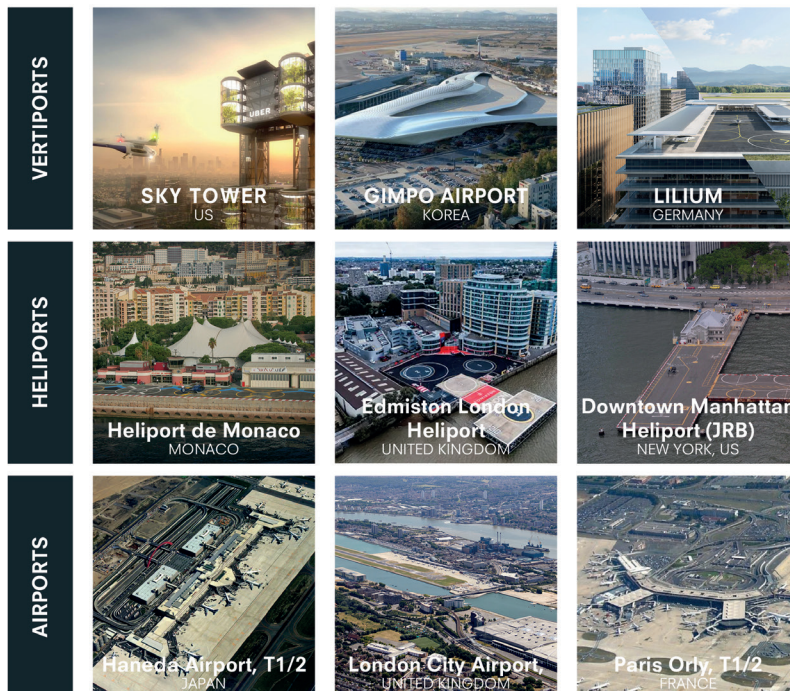 VERTIPORTS
UBER
SKY TOWER
US
GIMPO AIRPORT
KOREA
LILIUM
GERMANY
HELIPORTS
Heliport de Monaco
MONACO
Edmiston London
Heliport
UNITED KINGDOM
Downtown Manhattan
Heliport (JRB)
NEW YORK, US
AIRPORTS
Haneda Airport, T1/2
JAPAN
London City Airport,
UNITED KINGDOM
Paris Orly, T1/2
FRANCE